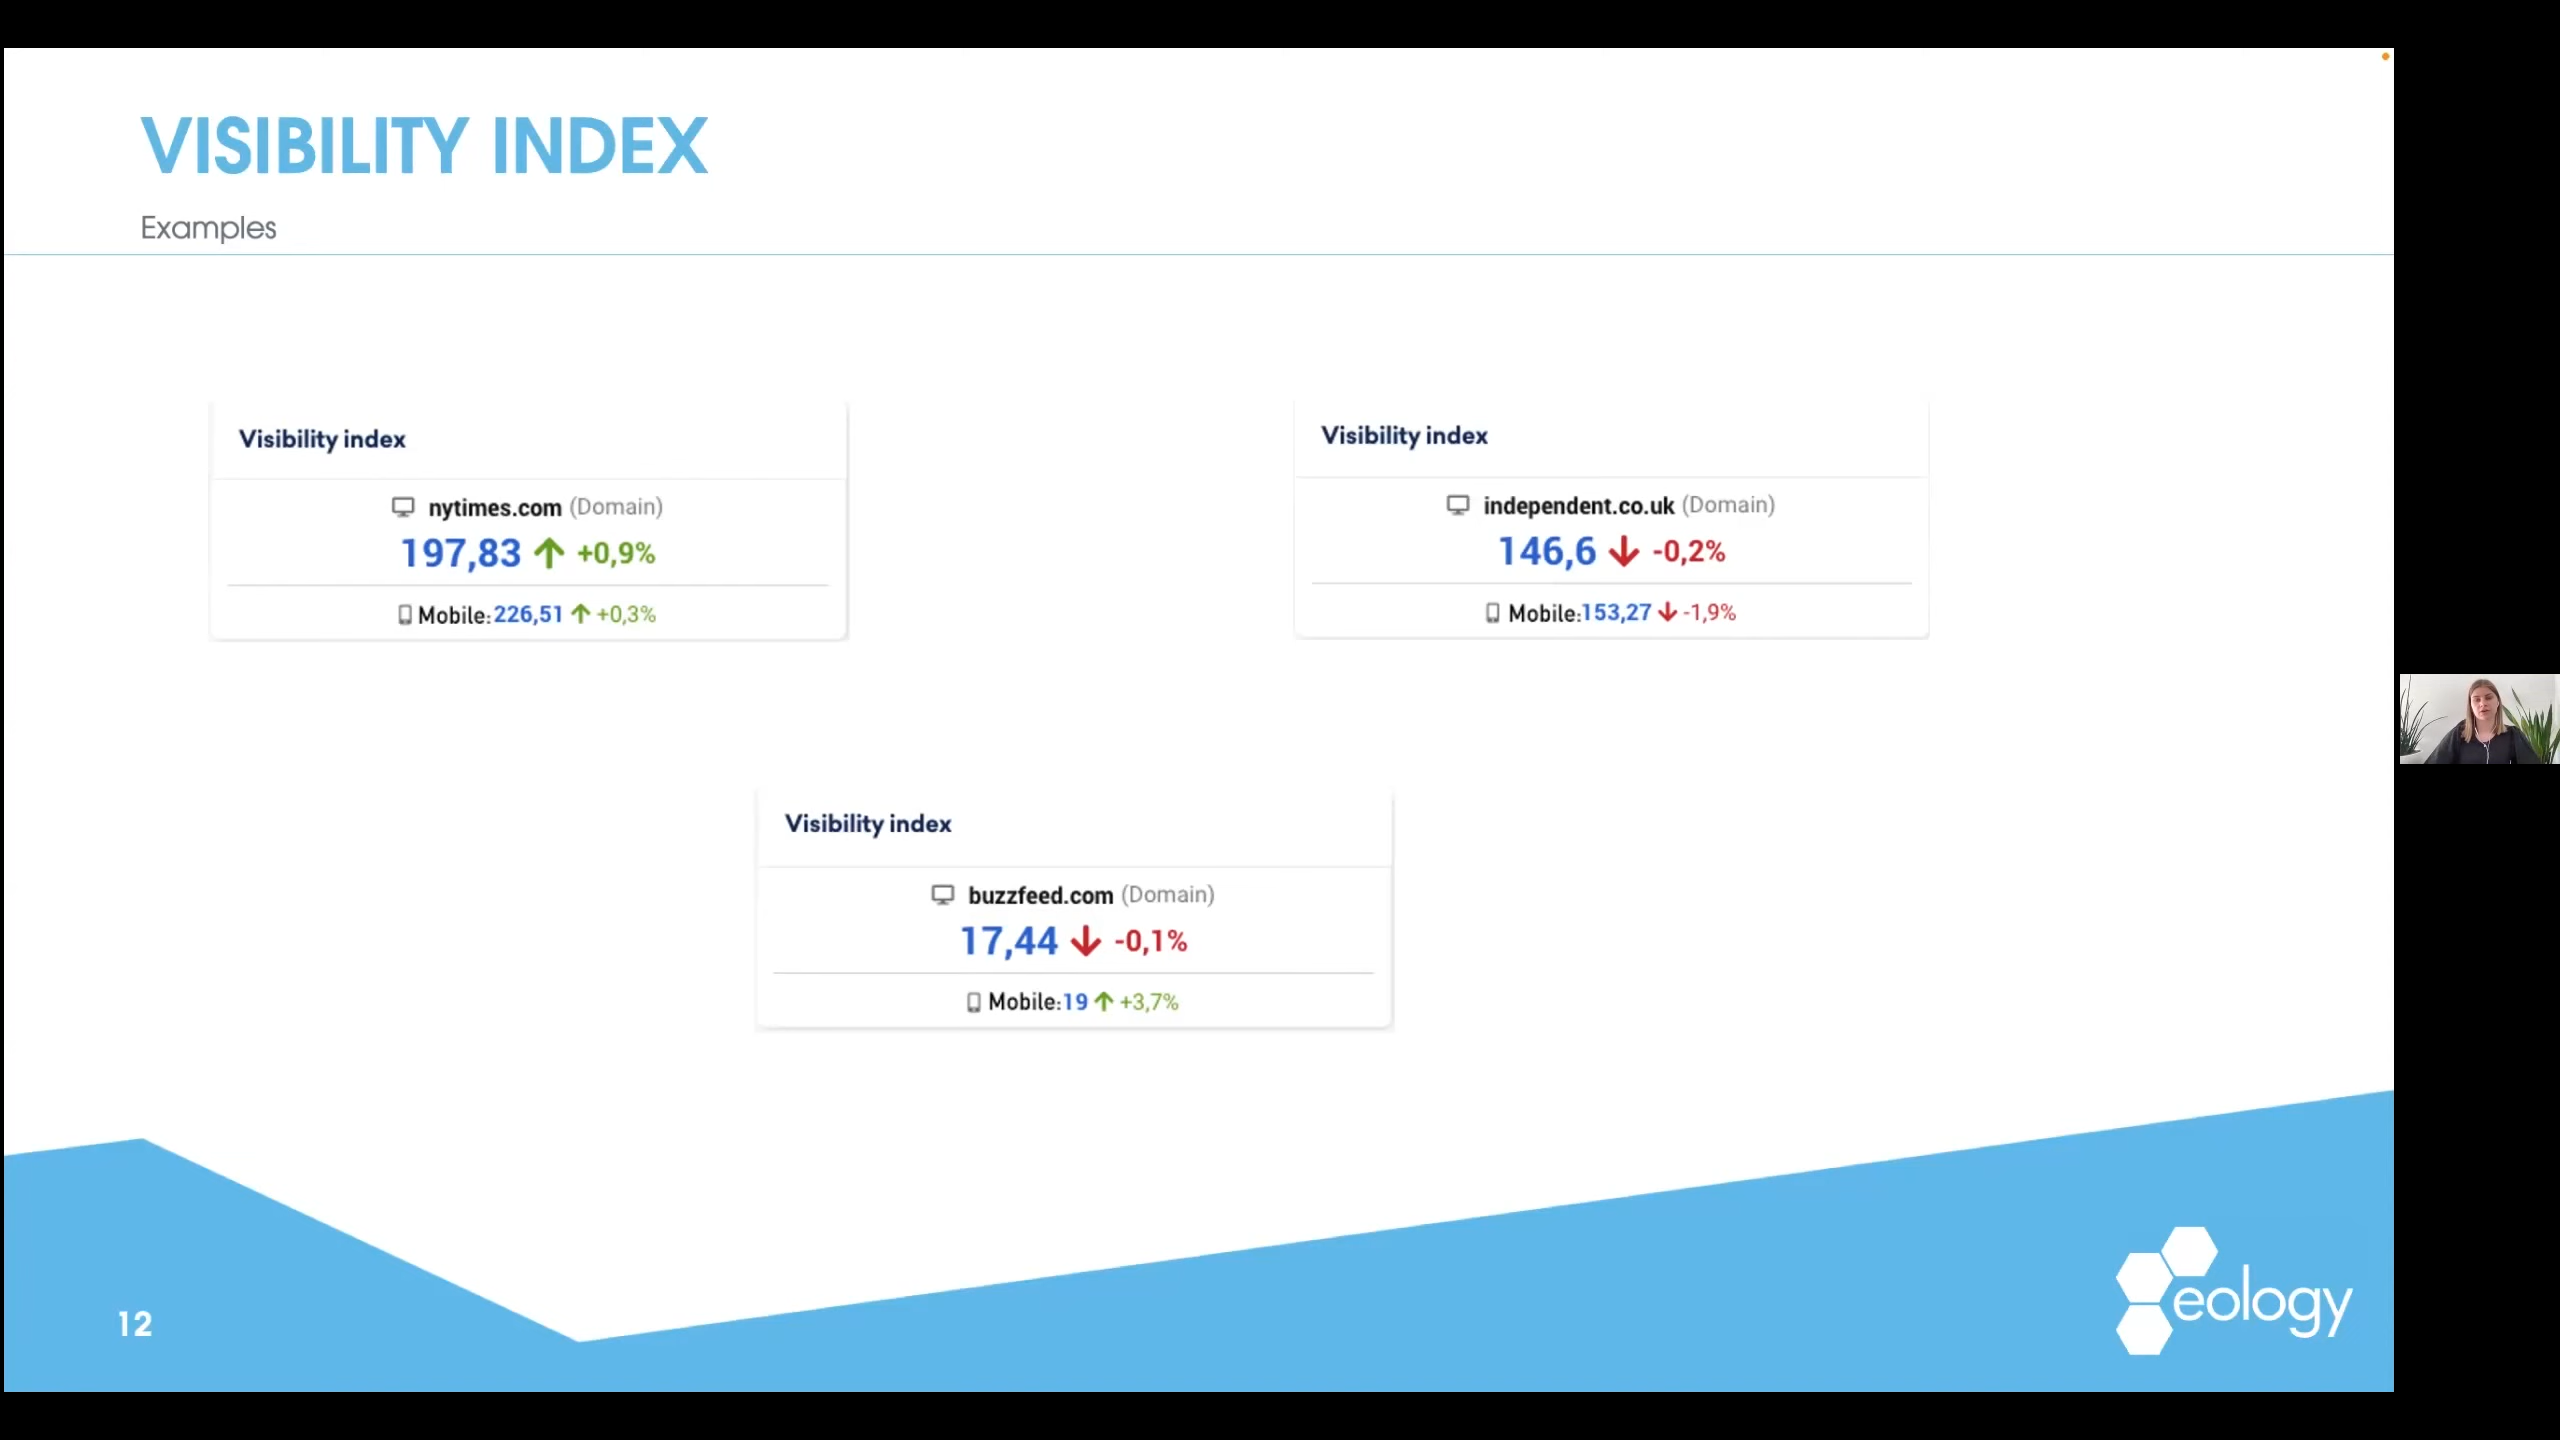 VISIBILITY INDEX
Examples
Visibility index
nytimes.com (Domain)
197,83 +0,9%
Mobile: 226,51 +0,3%
Visibility index
independent.co.uk (Domain)
146,6 -0,2%
Mobile: 153,27 -1,9%
Visibility index
buzzfeed.com (Domain)
17,44 -0,1%
Mobile: 19 +3,7%
12
eology